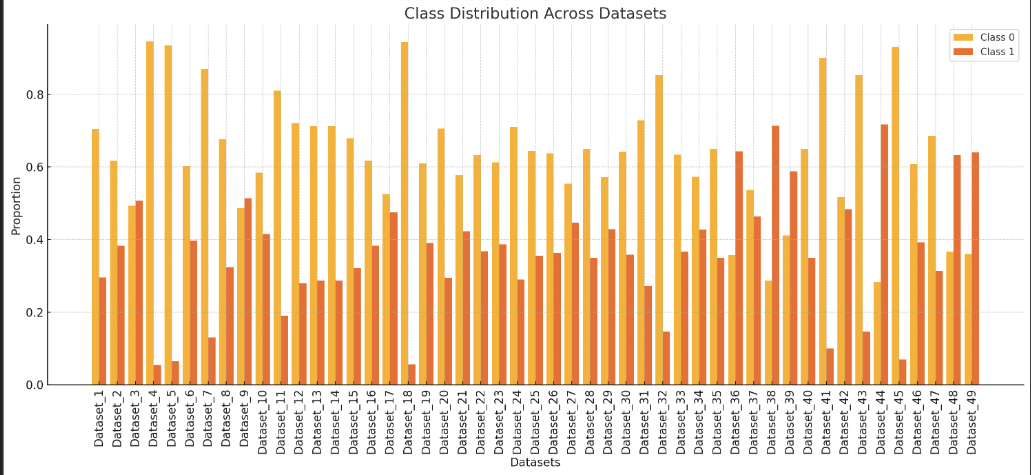 Class Distribution Across Datasets
Class 0
Class 1
Proportion
0.8
0.6
0.4
0.2
0.0
Dataset_1
Dataset_2
Dataset_3
Dataset_4
Dataset_5
Dataset_6
Dataset_7
Dataset_8
Dataset_9
Dataset_10
Dataset_11
Dataset_12
Dataset_13
Dataset_14
Dataset_15
Dataset_16
Dataset_17
Dataset_18
Dataset_19
Dataset_20
Dataset_21
Dataset_22
Dataset_23
Dataset_24
Dataset_25
Dataset_26
Dataset_27
Dataset_28
Dataset_29
Dataset_30
Dataset_31
Dataset_32
Dataset_33
Dataset_34
Dataset_35
Dataset_36
Dataset_37
Dataset_38
Dataset_39
Dataset_40
Dataset_41
Dataset_42
Dataset_43
Dataset_44
Dataset_45
Dataset_46
Dataset_47
Dataset_48
Dataset_49
Datasets